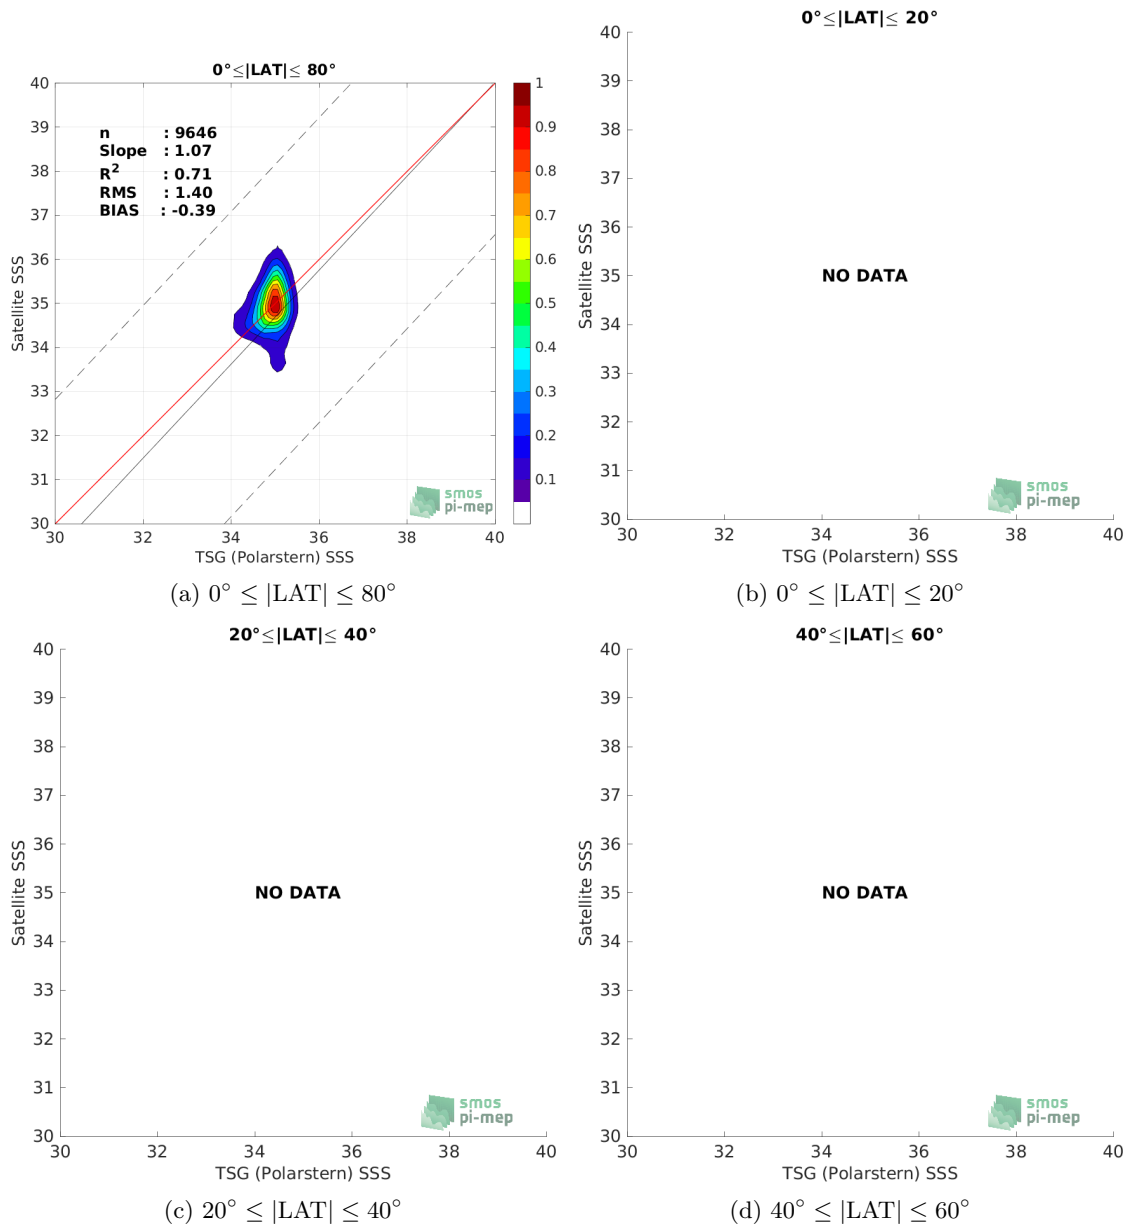 0°≤|LAT|≤ 80°
n : 9646
Slope : 1.07
R² : 0.71
RMS : 1.40
BIAS : -0.39
40
39
38
37
36
35
34
33
32
31
30
30 32 34 36 38 40
Satellite SSS
TSG (Polarstern) SSS
1
0.9
0.8
0.7
0.6
0.5
0.4
0.3
0.2
0.1
smos
pi-mep
(a) 0° ≤ |LAT| ≤ 80°
0°≤|LAT|≤ 20°
40
39
38
37
36
35
34
33
32
31
30
30 32 34 36 38 40
Satellite SSS
TSG (Polarstern) SSS
NO DATA
smos
pi-mep
(b) 0° ≤ |LAT| ≤ 20°
20°≤|LAT|≤ 40°
40
39
38
37
36
35
34
33
32
31
30
30 32 34 36 38 40
Satellite SSS
TSG (Polarstern) SSS
NO DATA
smos
pi-mep
(c) 20° ≤ |LAT| ≤ 40°
40°≤|LAT|≤ 60°
40
39
38
37
36
35
34
33
32
31
30
30 32 34 36 38 40
Satellite SSS
TSG (Polarstern) SSS
NO DATA
smos
pi-mep
(d) 40° ≤ |LAT| ≤ 60°